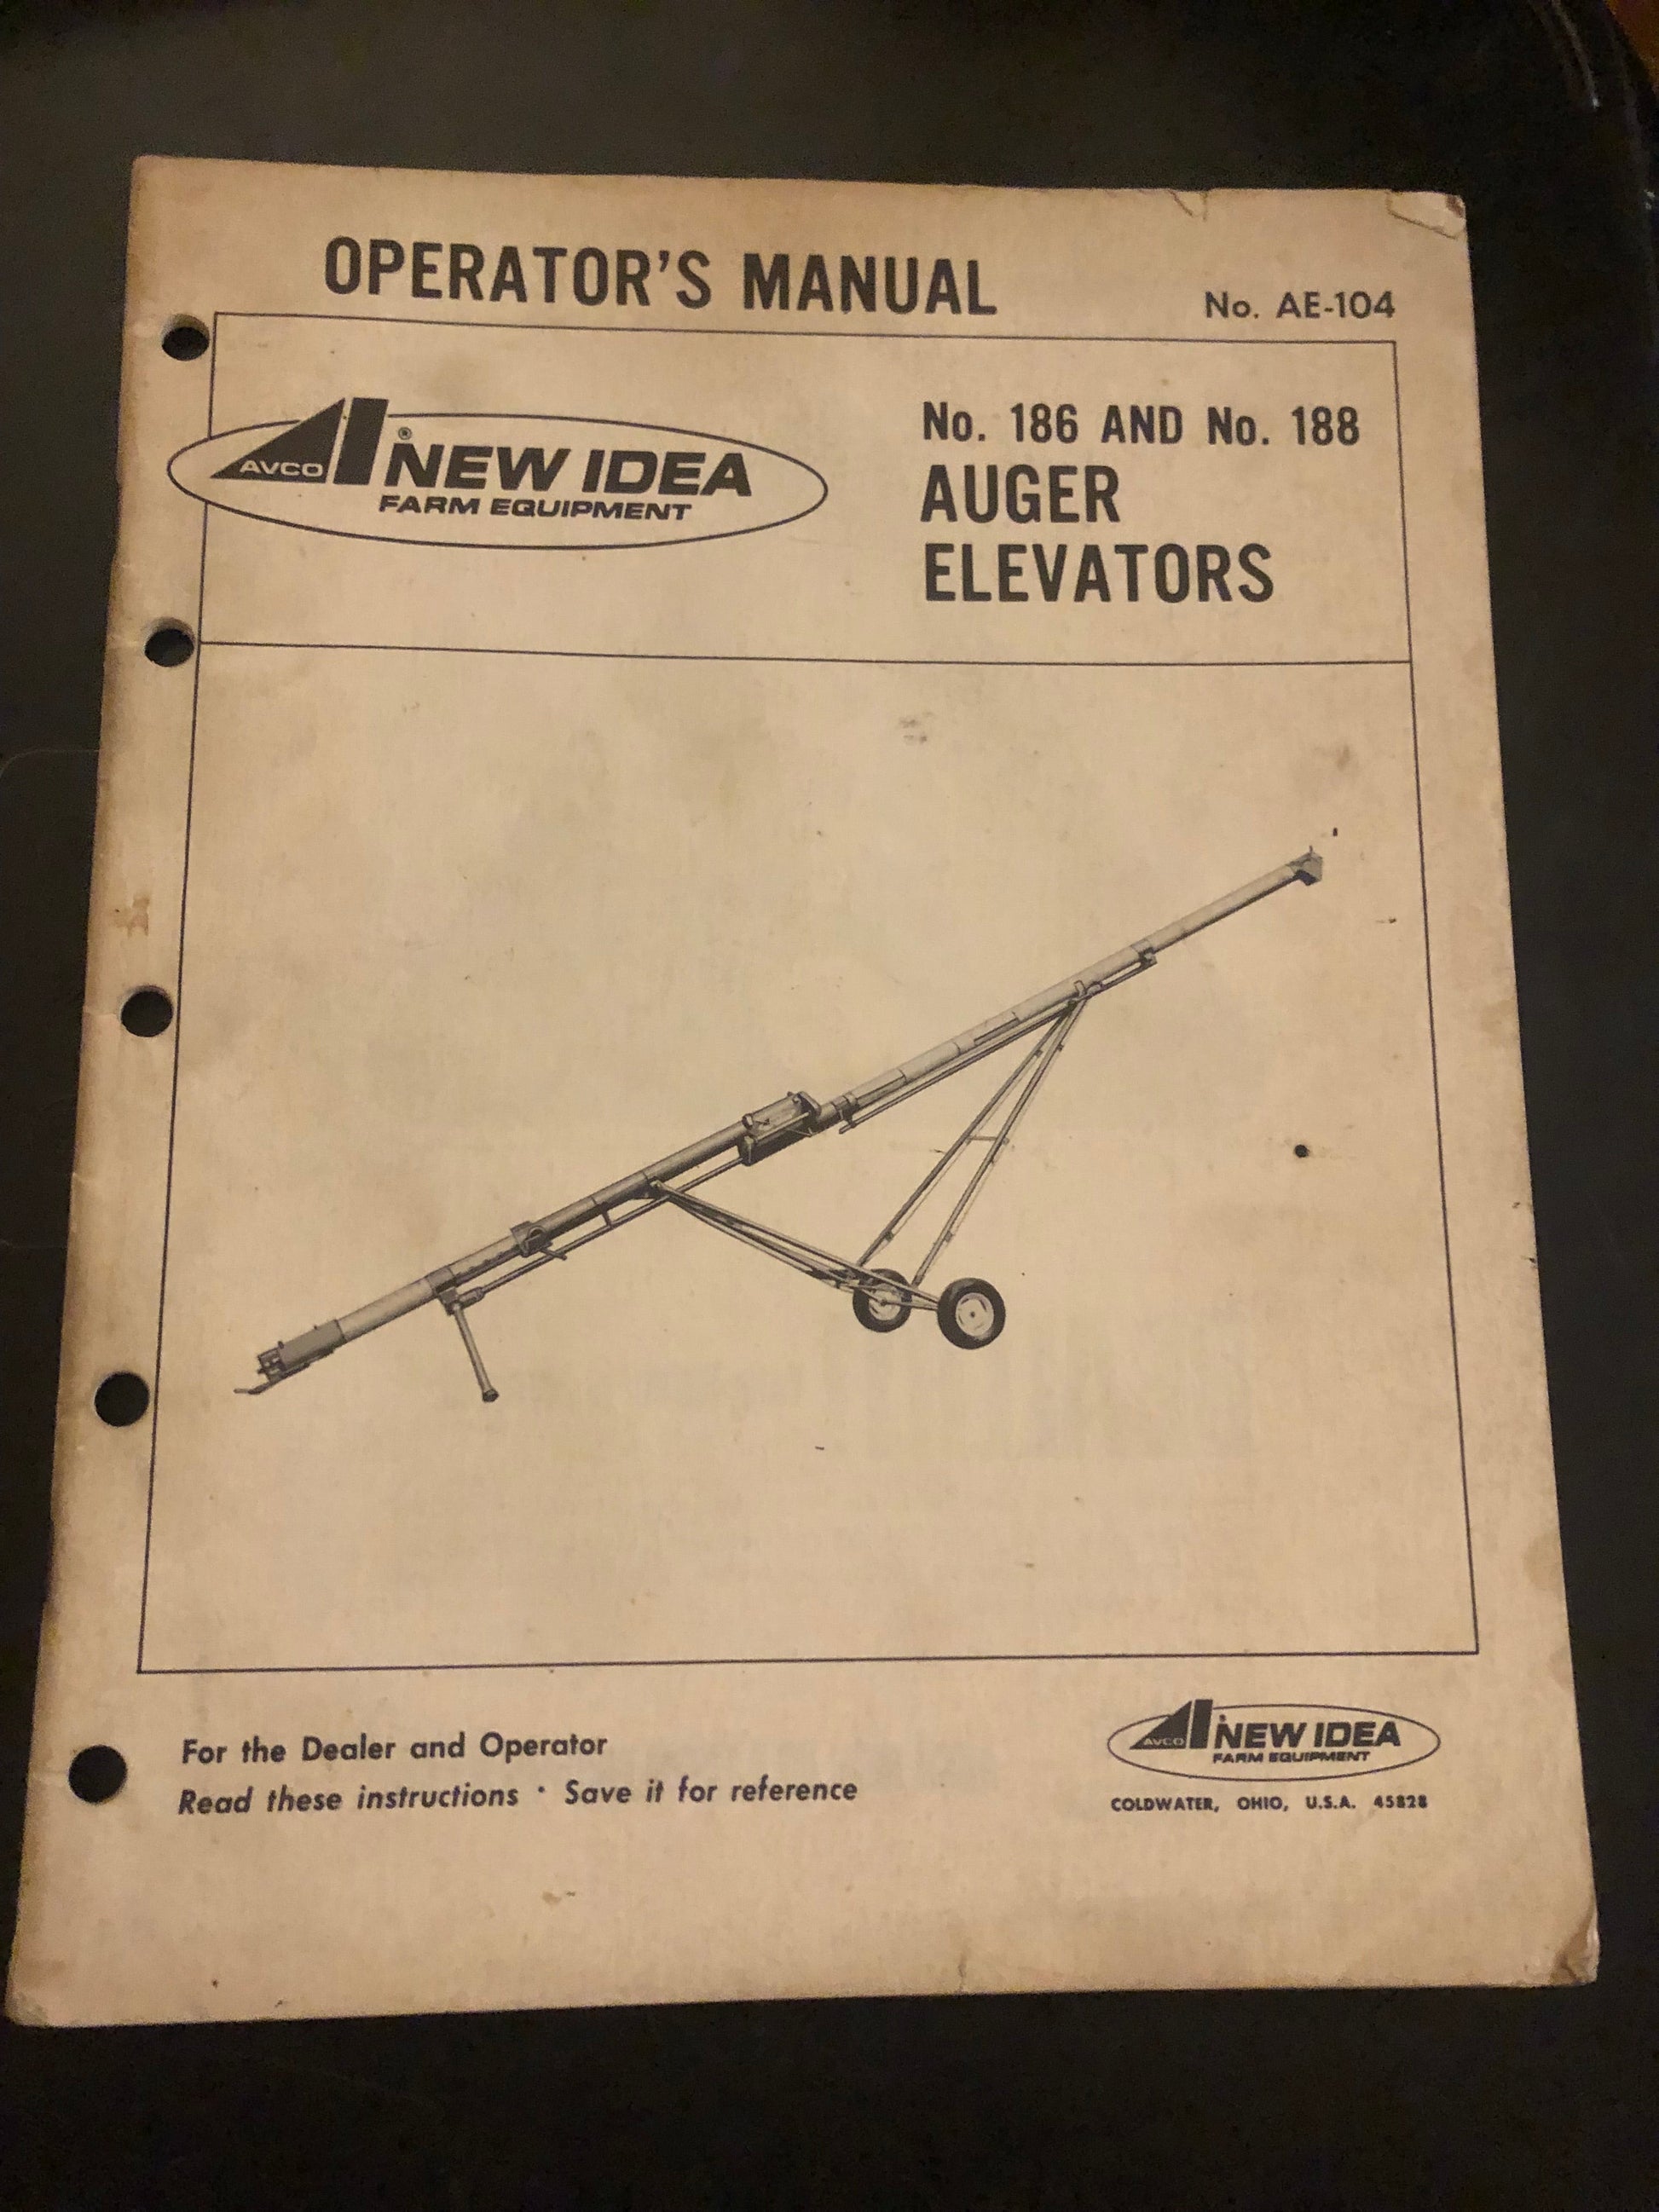 OPERATOR'S MANUAL
No. AE-104
AVCO
®
NEW IDEA
FARM EQUIPMENT
No. 186 AND No. 188
AUGER
ELEVATORS
For the Dealer and Operator
Read these instructions · Save it for reference
AVCO
NEW IDEA
FARM EQUIPMENT
COLDWATER, OHIO, U.S.A. 45828